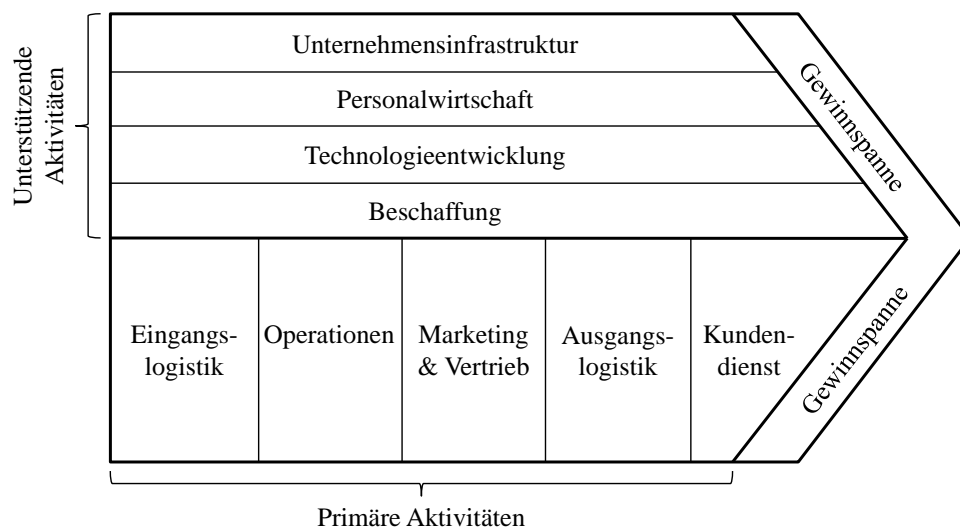 Unterstützende
Aktivitäten
Unternehmensinfrastruktur
Personalwirtschaft
Technologieentwicklung
Beschaffung
Gewinnspanne
Eingangs-
logistik
Operationen
Marketing
& Vertrieb
Ausgangs-
logistik
Kunden-
dienst
Gewinnspanne
Primäre Aktivitäten